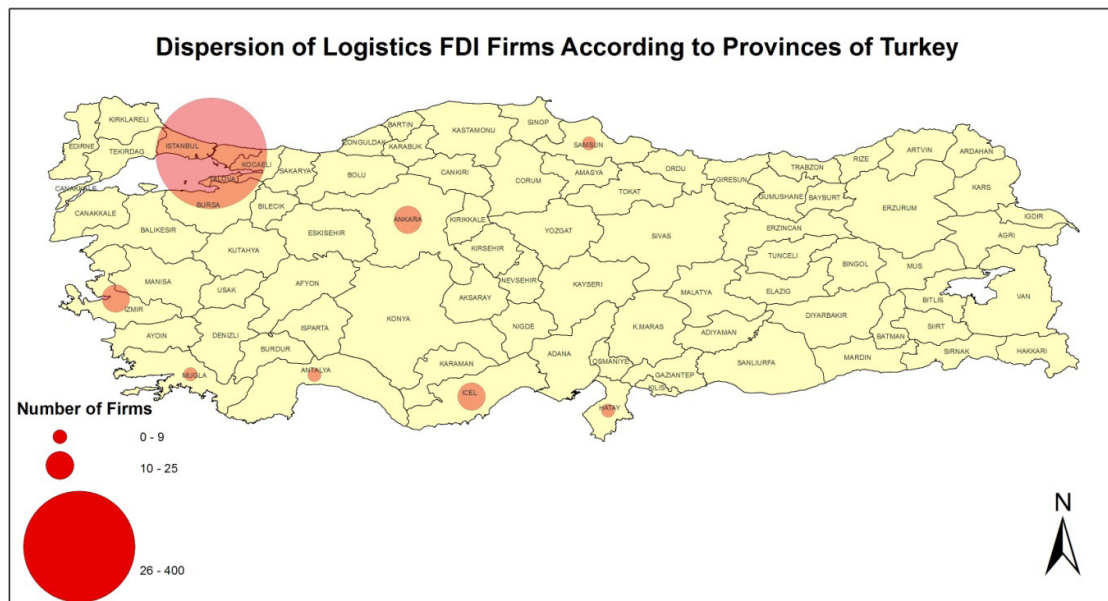 Dispersion of Logistics FDI Firms According to Provinces of Turkey
KIRKLARELI
EDIRNE
TEKIRDAG
ISTANBUL
KOCAELI
YALOVA
CANAKKALE
CANAKKALE
BURSA
BALIKESIR
SAKARYA
BILECIK
BOLU
ZONGULDAK
BARTIN
KARABUK
KASTAMONU
CANKIRI
SINOP
SAMSUN
CORUM
AMASYA
TOKAT
ORDU
GIRESUN
TRABZON
GUMUSHANE
BAYBURT
RIZE
ARTVIN
ARDAHAN
KARS
IGDIR
AGRI
ERZURUM
ERZINCAN
ANKARA
KIRIKKALE
KIRSEHIR
YOZGAT
SIVAS
ESKISEHIR
KUTAHYA
MANISA
USAK
AFYON
IZMIR
AYDIN
DENIZLI
ISPARTA
BURDUR
MUGLA
ANTALYA
KONYA
AKSARAY
NEVSEHIR
NIGDE
KAYSERI
KARAMAN
ICEL
ADANA
OSMANIYE
HATAY
K.MARAS
GAZIANTEP
KILIS
ADIYAMAN
MALATYA
SANLIURFA
TUNCELI
ELAZIG
BINGOL
MUS
DIYARBAKIR
BATMAN
MARDIN
BITLIS
SIIRT
SIRNAK
VAN
HAKKARI
Number of Firms
0 - 9
10 - 25
26 - 400
N